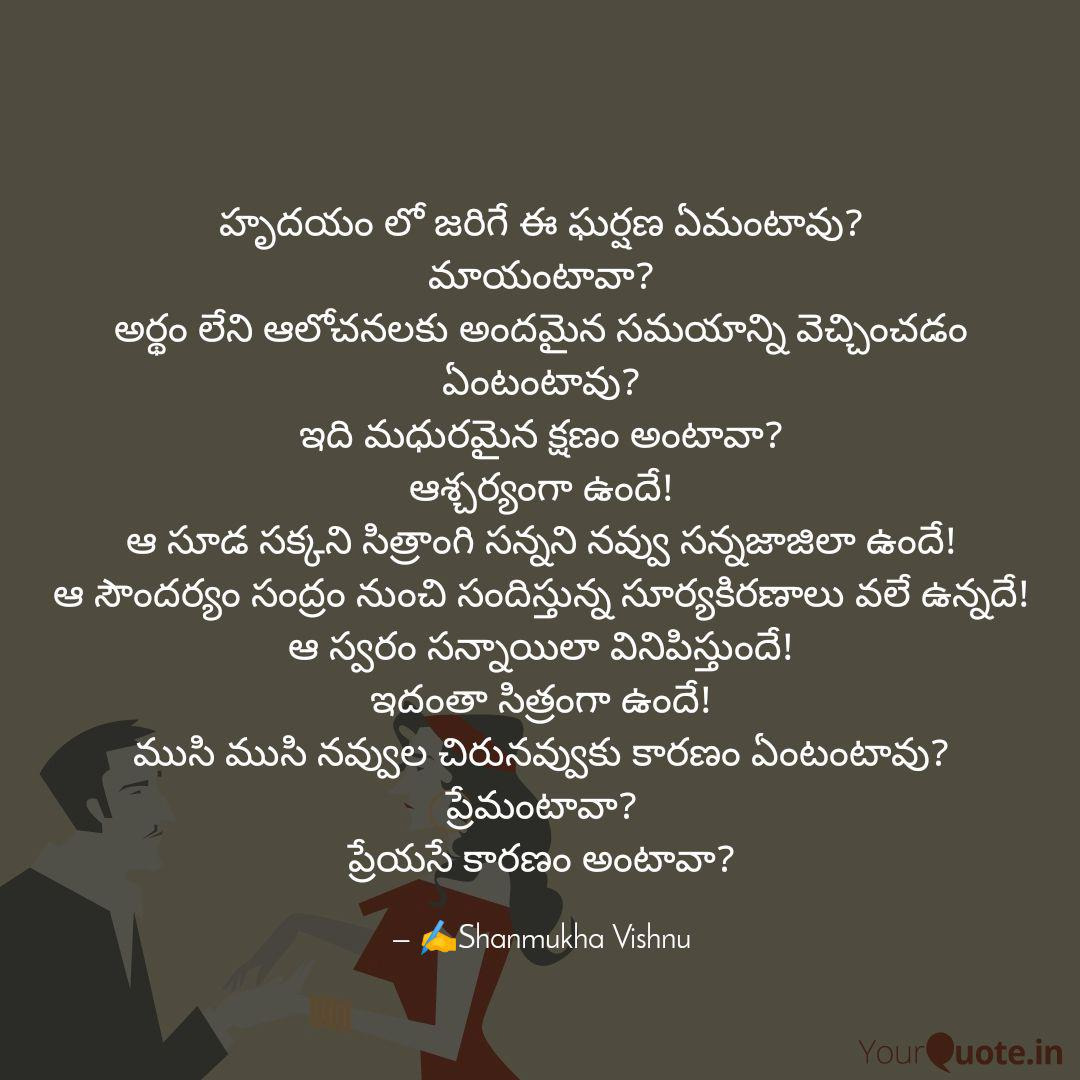 హృదయం లో జరిగే ఈ ఘర్షణ ఏమంటావు?
మాయంటావా?
అర్థం లేని ఆలోచనలకు అందమైన సమయాన్ని వెచ్చించడం
ఏంటంటావు?
ఇది మధురమైన క్షణం అంటావా?
ఆశ్చర్యంగా ఉందే!
ఆ సూడ సక్కని సిత్రాంగి సన్నని నవ్వు సన్నజాజిలా ఉందే!
ఆ సౌందర్యం సంద్రం నుంచి సందిస్తున్న సూర్యకిరణాలు వలే ఉన్నదే!
ఆ స్వరం సన్నాయిలా వినిపిస్తుందే!
ఇదంతా సిత్రంగా ఉందే!
ముసి ముసి నవ్వుల చిరునవ్వుకు కారణం ఏంటంటావు?
ప్రేమంటావా?
ప్రేయసే కారణం అంటావా?
– ✍Shanmukha Vishnu
YourQuote.in